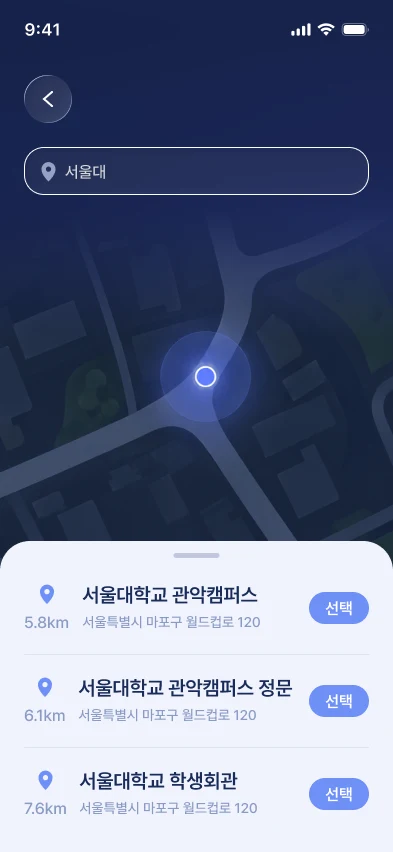 9:41
서울대
서울대학교 관악캠퍼스
5.8km 서울특별시 마포구 월드컵로 120
선택
서울대학교 관악캠퍼스 정문
6.1km 서울특별시 마포구 월드컵로 120
선택
서울대학교 학생회관
7.6km 서울특별시 마포구 월드컵로 120
선택